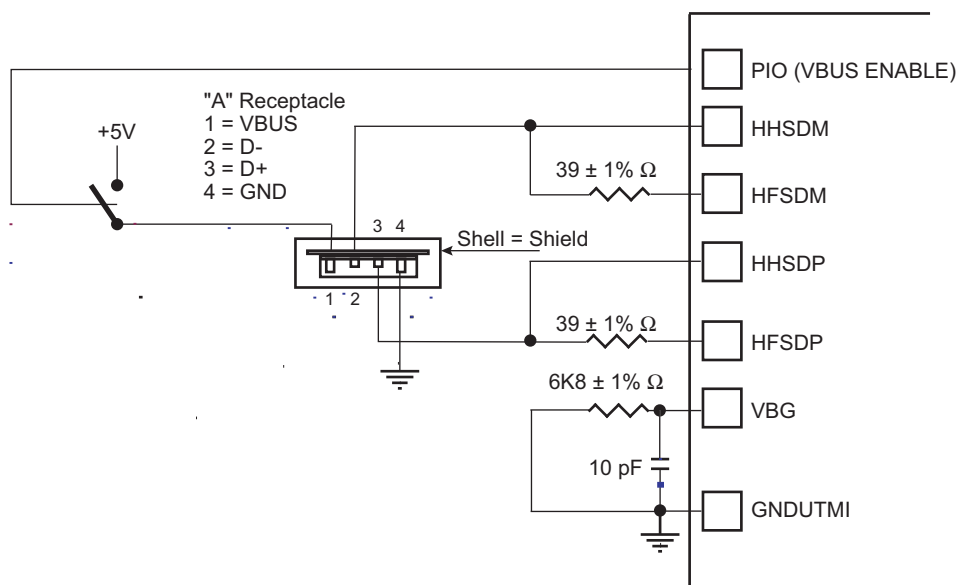 PIO (VBUS ENABLE)
"A" Receptacle
1 = VBUS
2 = D-
3 = D+
4 = GND
+5V
HHSDM
39 ± 1% Ω
HFSDM
3 4
Shell = Shield
HHSDP
1 2
39 ± 1% Ω
HFSDP
6K8 ± 1% Ω
VBG
10 pF
GNDUTMI